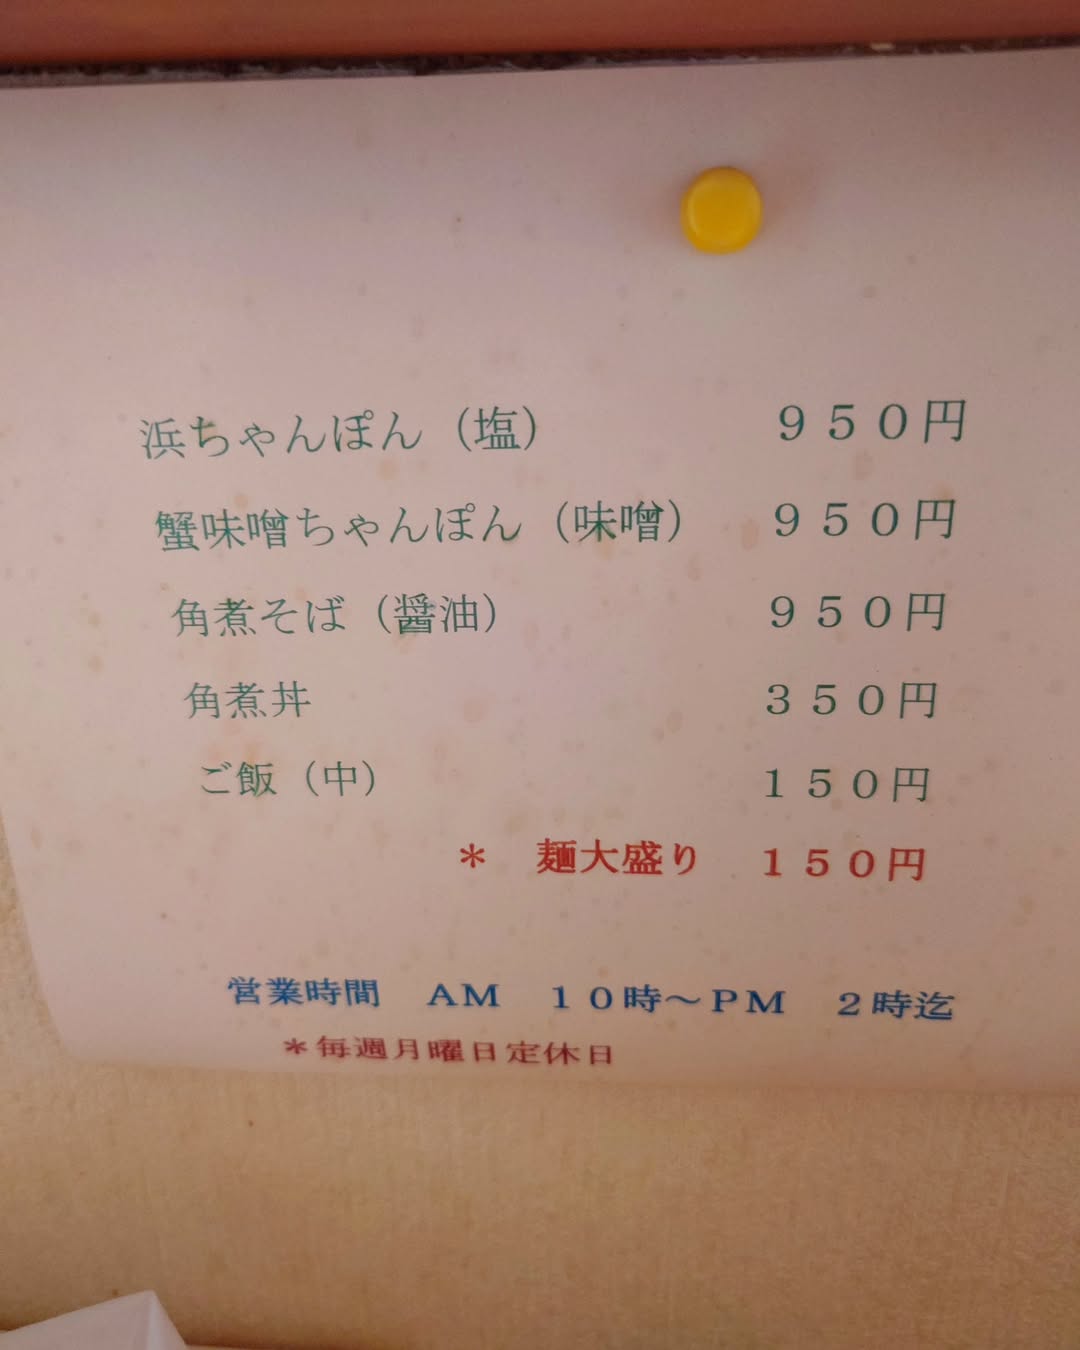 浜ちゃんぽん（塩）　９５０円
蟹味噌ちゃんぽん（味噌）　９５０円
角煮そば（醤油）　９５０円
角煮丼　３５０円
ご飯（中）　１５０円
＊　麺大盛り　１５０円
営業時間　ＡＭ　１０時～ＰＭ　２時迄
＊毎週月曜日定休日